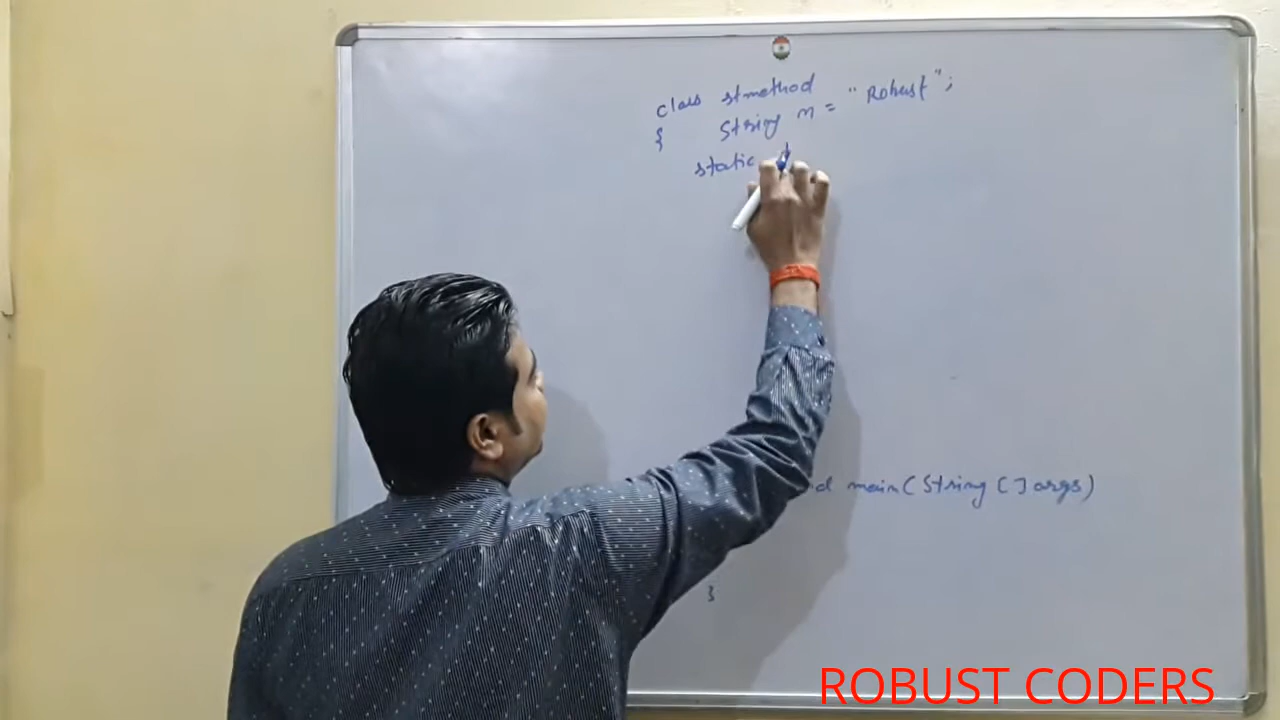 class stmethod
{ String n = "Robust";
static
d main(String []args)
}
ROBUST CODERS